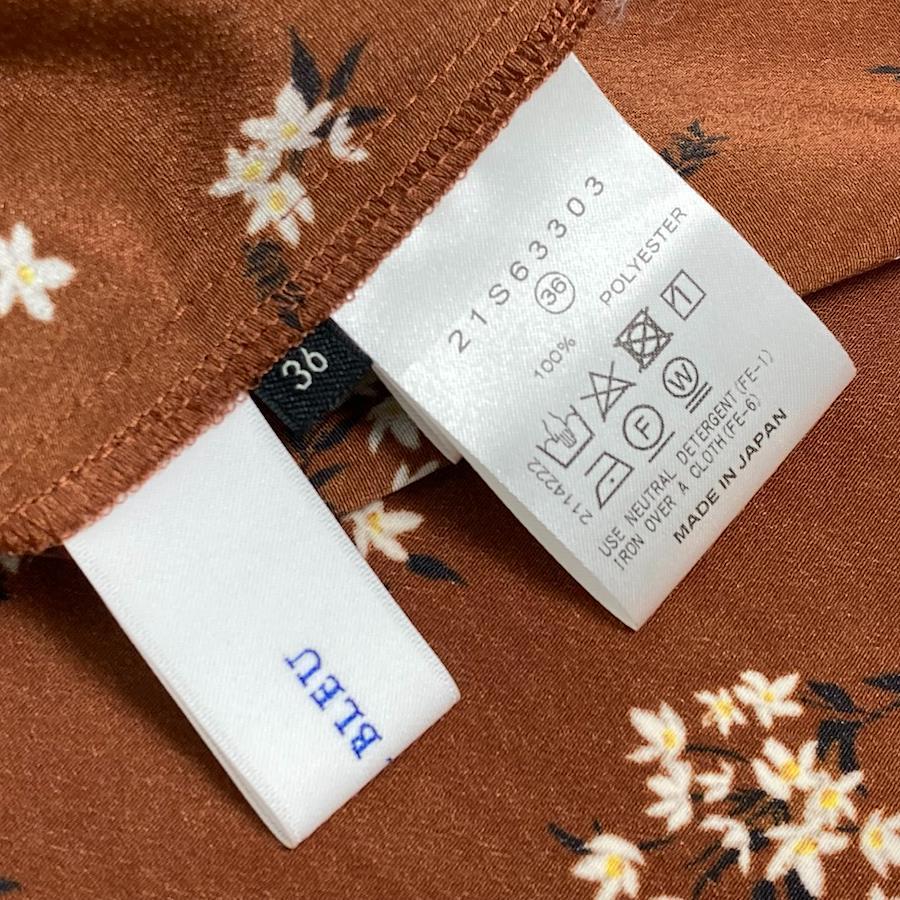 21S63303
36
100% POLYESTER
1
F W
2114222
USE NEUTRAL DETERGENT(FE-1)
IRON OVER A CLOTH(FE-6)
MADE IN JAPAN
36
BLEU